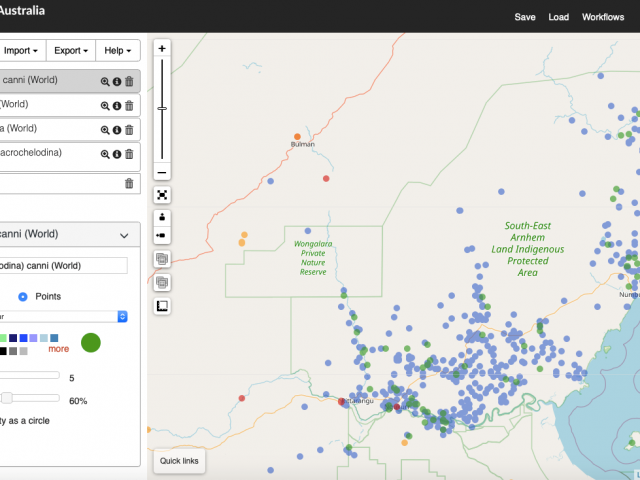 Australia
Save Load Workflows
Import Export Help
canni (World)
World)
a (World)
acrochelodina)
canni (World)
odina) canni (World)
Points
ur
more
5
60%
ty as a circle
Quick links
Bulman
Wongalara
Private
Nature
Reserve
South-East
Arnhem
Land Indigenous
Protected
Area
Numb